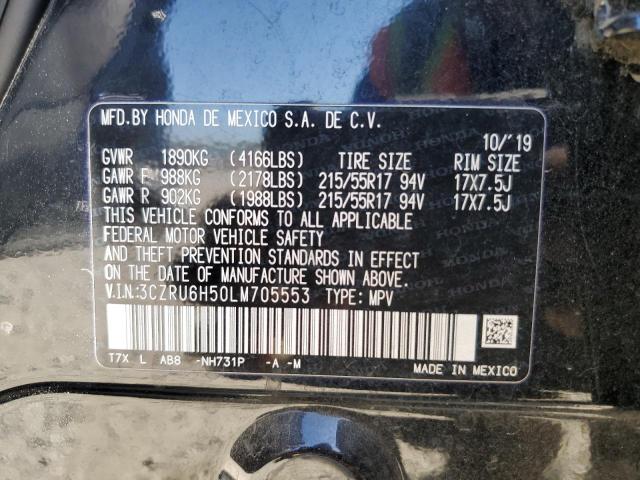 MFD.BY HONDA DE MEXICO S.A. DE C.V.
10/'19
GVWR 1890KG (4166LBS) TIRE SIZE RIM SIZE
GAWR F 988KG (2178LBS) 215/55R17 94V 17X7.5J
GAWR R 902KG (1988LBS) 215/55R17 94V 17X7.5J
THIS VEHICLE CONFORMS TO ALL APPLICABLE
FEDERAL MOTOR VEHICLE SAFETY
AND THEFT PREVENTION STANDARDS IN EFFECT
ON THE DATE OF MANUFACTURE SHOWN ABOVE.
V.I.N.:3CZRU6H50LM705553 TYPE: MPV
T7X L AB8 -NH731P -A -M
MADE IN MEXICO